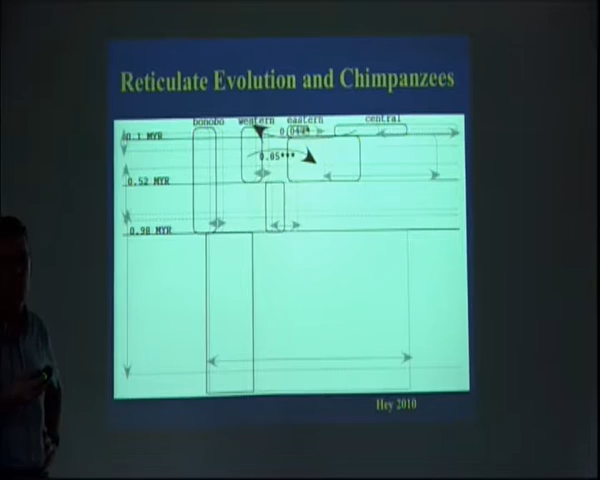 Reticulate Evolution and Chimpanzees
bonobo western eastern central
0.1 MYR
0.05***
0.52 MYR
0.98 MYR
Hey 2010